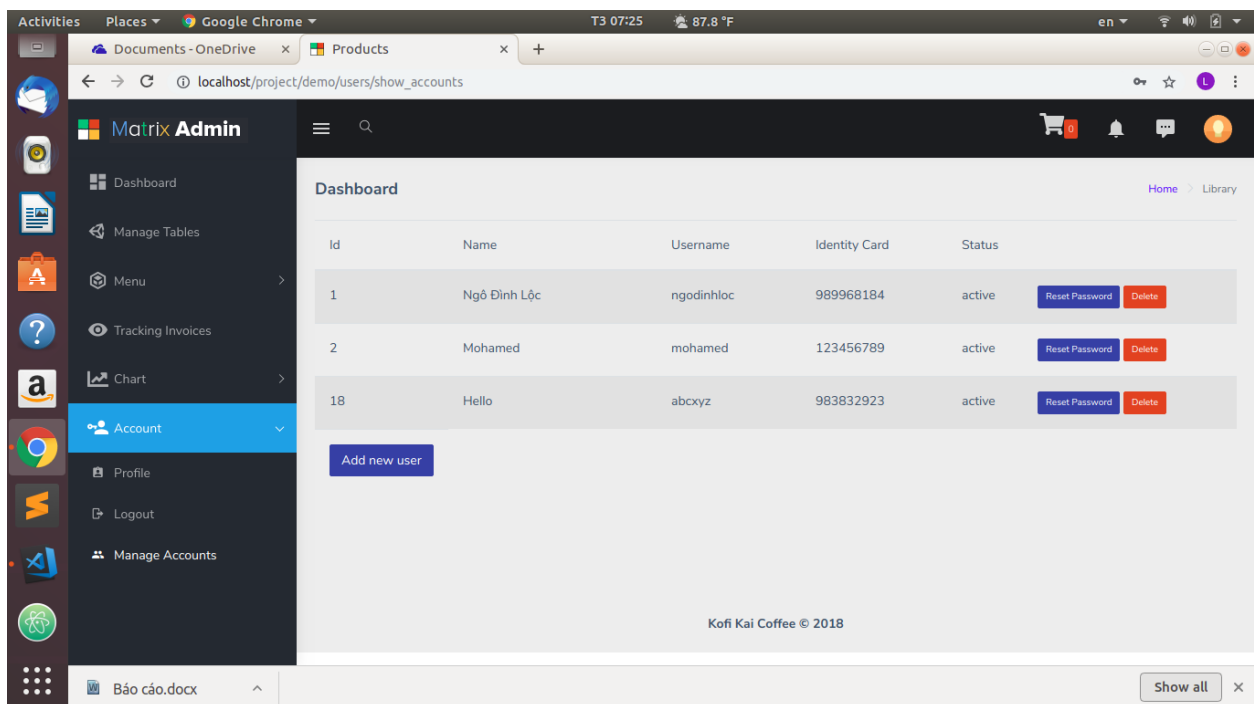 Activities Places Google Chrome T3 07:25 87.8 °F en
Documents - OneDrive × Products × +
localhost/project/demo/users/show_accounts L
Matrix Admin 0
Dashboard
Manage Tables
Menu
Tracking Invoices
Chart
Account
Profile
Logout
Manage Accounts
Dashboard Home > Library
Id Name Username Identity Card Status
1 Ngô Đình Lộc ngodinhloc 989968184 active Reset Password Delete
2 Mohamed mohamed 123456789 active Reset Password Delete
18 Hello abcxyz 983832923 active Reset Password Delete
Add new user
Kofi Kai Coffee © 2018
Báo cáo.docx Show all ×